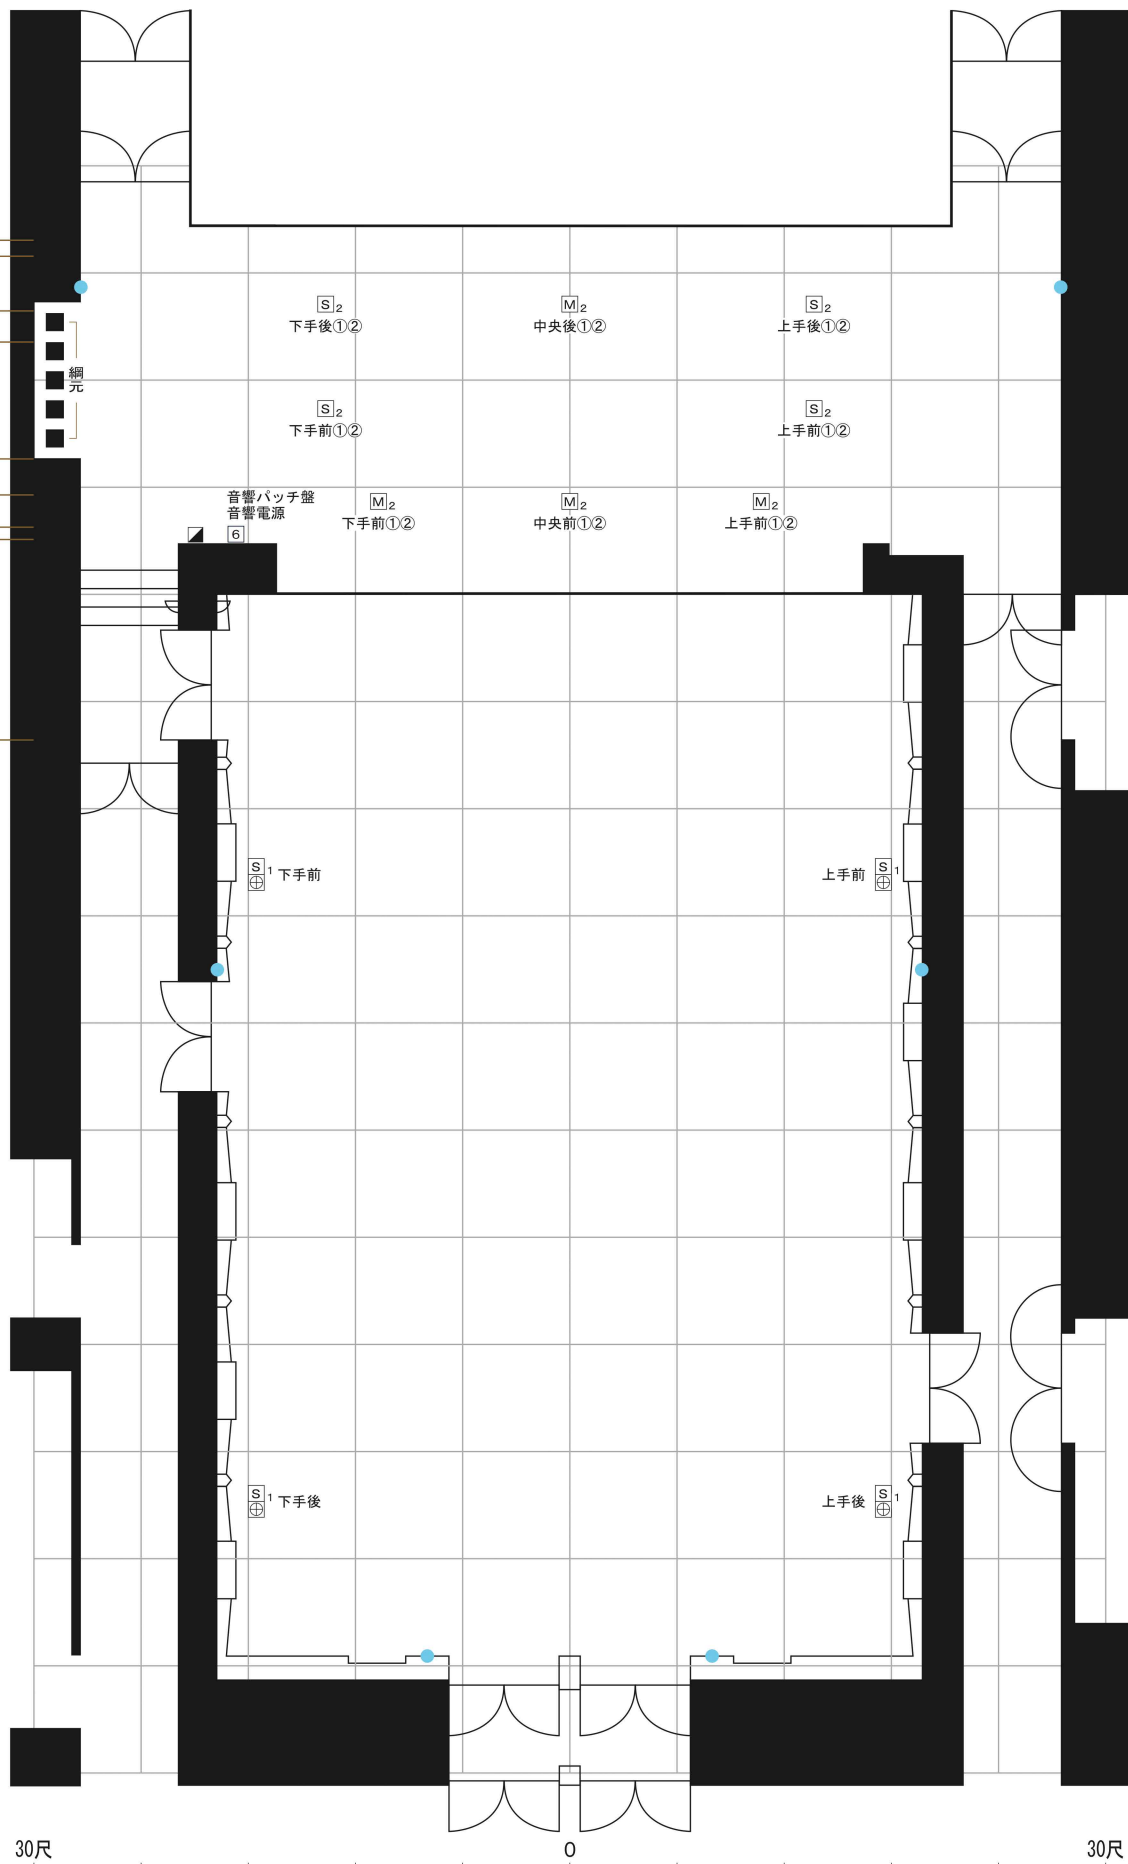 S2 M2 S2
下手後①② 中央後①② 上手後①②
綱元
S2 S2
下手前①② 上手前①②
音響パッチ盤
音響電源
6
M2 M2 M2
下手前①② 中央前①② 上手前①②
S1 下手前
上手前 S1
S1 下手後
上手後 S1
30尺 0 30尺